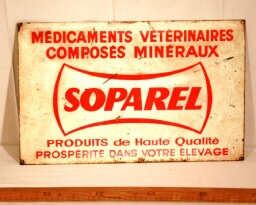 MEDICAMENTS VETERINAIRES
COMPOSES MINERAUX
SOPAREL
PRODUITS de Haute Qualité
PROSPERITE DANS VOTRE ELEVAGE